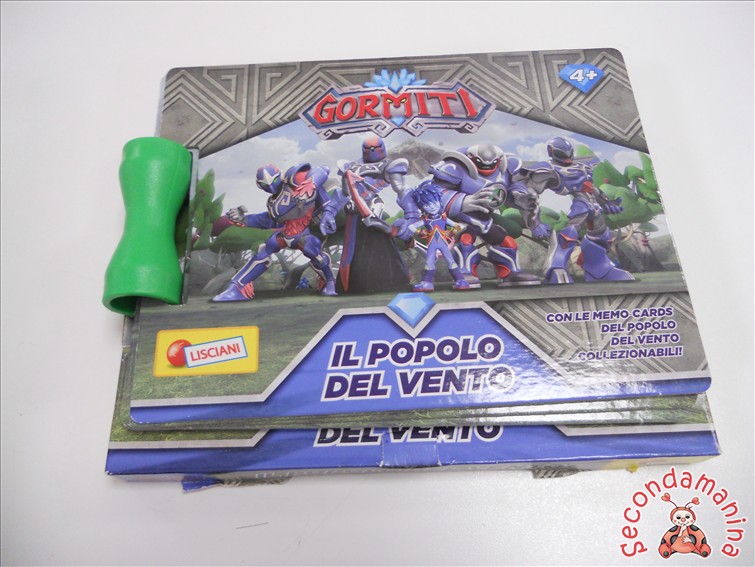 GORMITI
4+
LISCIANI
IL POPOLO
DEL VENTO
CON LE MEMO CARDS
DEL POPOLO
DEL VENTO
COLLEZIONABILI!
DEL VENTO
Secondamanina